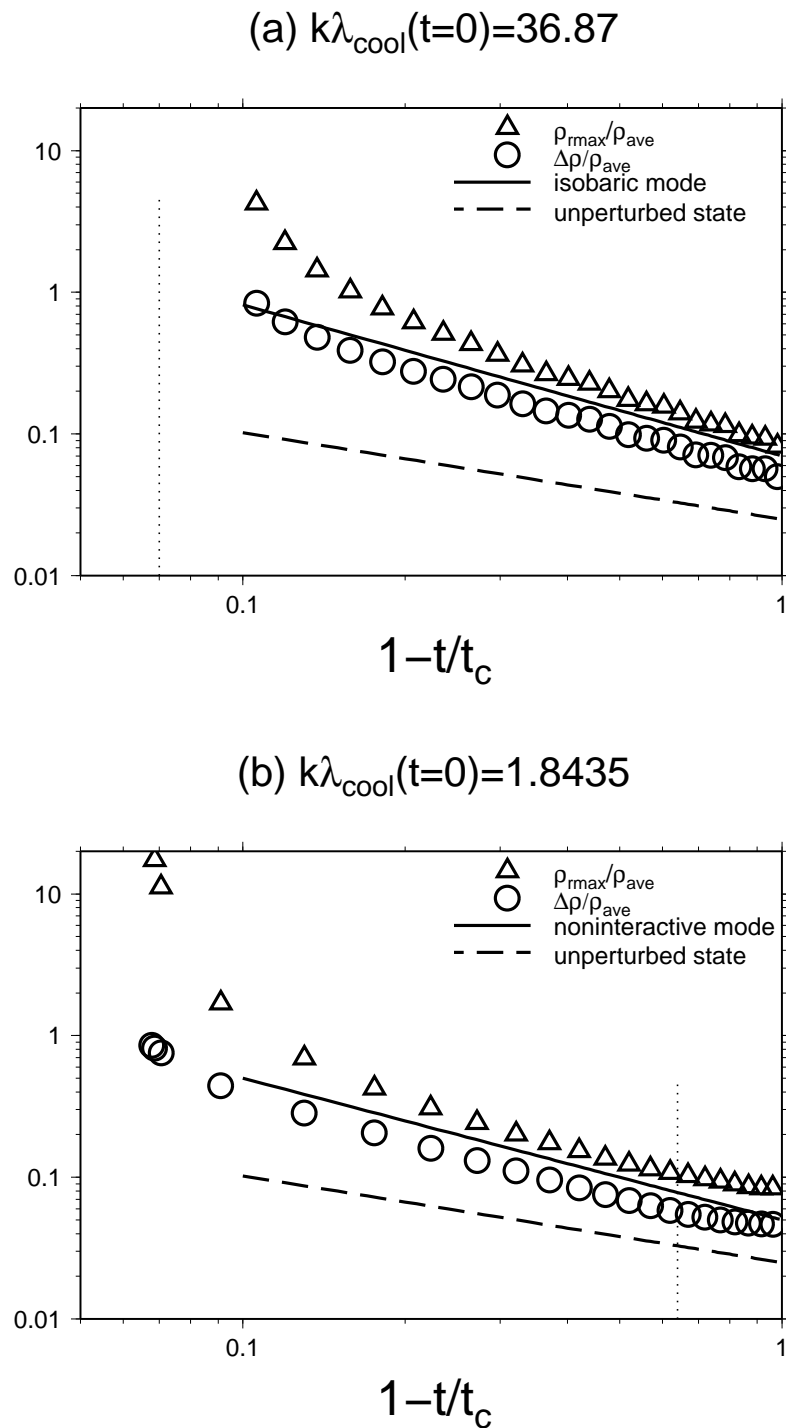 (a) kλcool(t=0)=36.87
ρrmax/ρave
Δρ/ρave
isobaric mode
unperturbed state
10
1
0.1
0.01
0.1
1
1−t/tc
(b) kλcool(t=0)=1.8435
ρrmax/ρave
Δρ/ρave
noninteractive mode
unperturbed state
10
1
0.1
0.01
0.1
1
1−t/tc